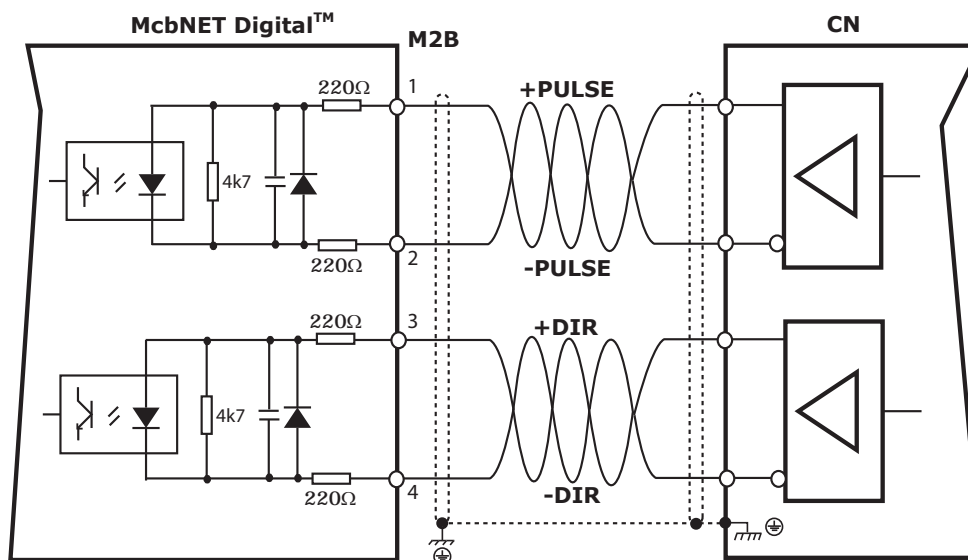 McbNET Digital™
M2B
CN
220Ω
1
+PULSE
4k7
220Ω
2
-PULSE
220Ω
3
+DIR
4k7
220Ω
4
-DIR